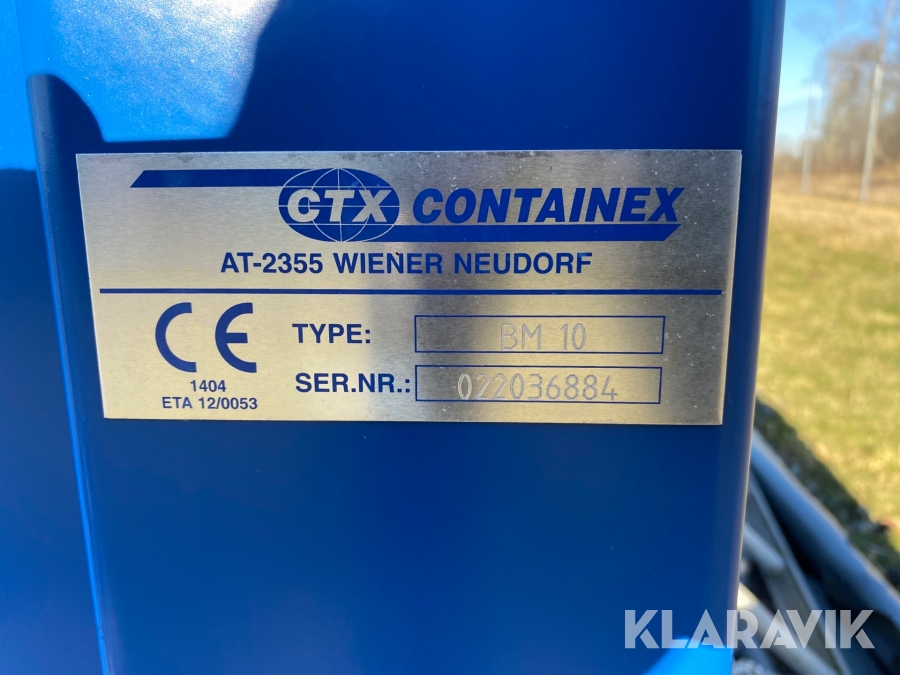 CTX CONTAINEX
AT-2355 WIENER NEUDORF
CE
TYPE: BM 10
1404
SER.NR.: 022036884
ETA 12/0053
KLARAVIK